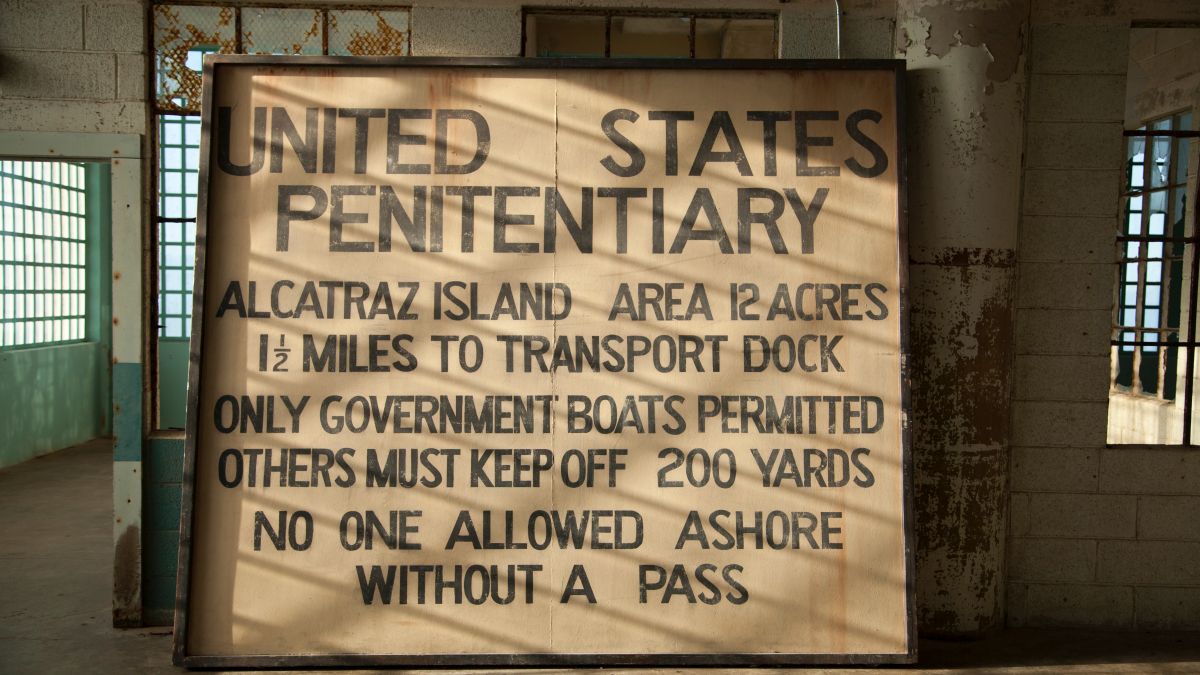 UNITED STATES
PENITENTIARY
ALCATRAZ ISLAND AREA 12 ACRES
1½ MILES TO TRANSPORT DOCK
ONLY GOVERNMENT BOATS PERMITTED
OTHERS MUST KEEP OFF 200 YARDS
NO ONE ALLOWED ASHORE
WITHOUT A PASS